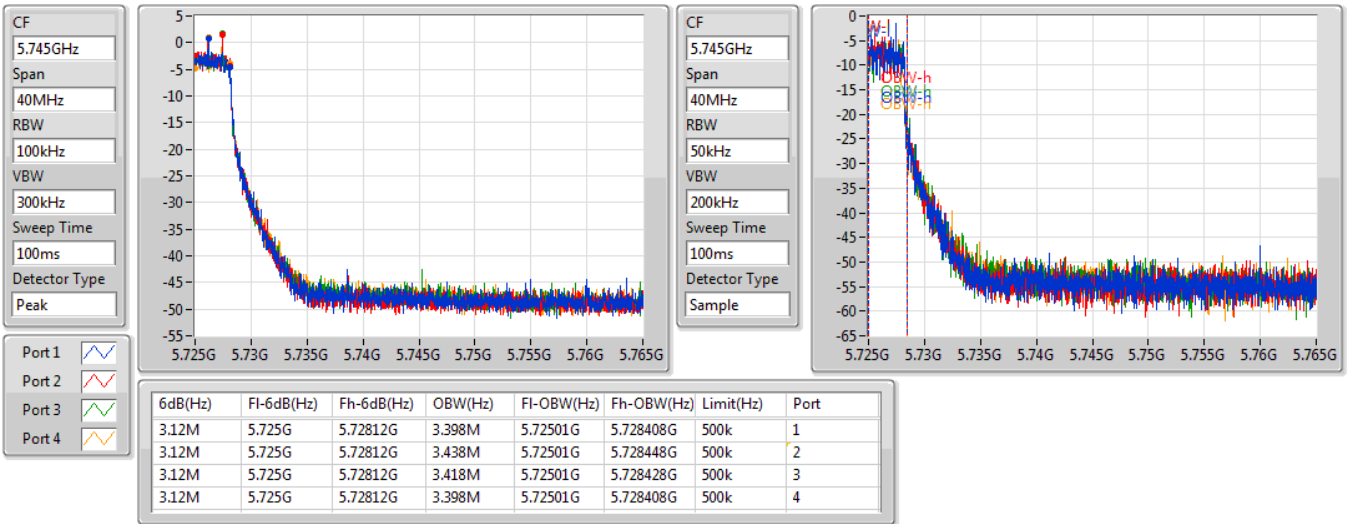 CF
5.745GHz
Span
40MHz
RBW
100kHz
VBW
300kHz
Sweep Time
100ms
Detector Type
Peak
5
0
-5
-10
-15
-20
-25
-30
-35
-40
-45
-50
-55
5.725G 5.73G 5.735G 5.74G 5.745G 5.75G 5.755G 5.76G 5.765G
CF
5.745GHz
Span
40MHz
RBW
50kHz
VBW
200kHz
Sweep Time
100ms
Detector Type
Sample
0
-5
-10
-15
-20
-25
-30
-35
-40
-45
-50
-55
-60
-65
OBW-h
OBW-h
OBW-h
OBW-h
5.725G 5.73G 5.735G 5.74G 5.745G 5.75G 5.755G 5.76G 5.765G
Port 1
Port 2
Port 3
Port 4
6dB(Hz) Fl-6dB(Hz) Fh-6dB(Hz) OBW(Hz) Fl-OBW(Hz) Fh-OBW(Hz) Limit(Hz) Port
3.12M 5.725G 5.72812G 3.398M 5.72501G 5.728408G 500k 1
3.12M 5.725G 5.72812G 3.438M 5.72501G 5.728448G 500k 2
3.12M 5.725G 5.72812G 3.418M 5.72501G 5.728428G 500k 3
3.12M 5.725G 5.72812G 3.398M 5.72501G 5.728408G 500k 4